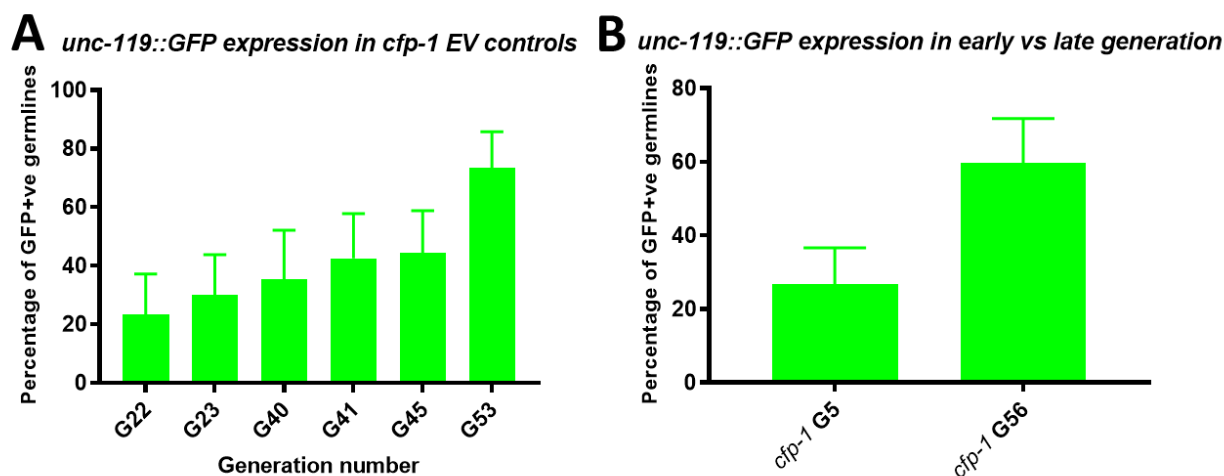 A unc-119::GFP expression in cfp-1 EV controls
Percentage of GFP+ve germlines
100
80
60
40
20
0
G22 G23 G40 G41 G45 G53
Generation number
B unc-119::GFP expression in early vs late generation
Percentage of GFP+ve germlines
80
60
40
20
0
cfp-1 G5 cfp-1 G56